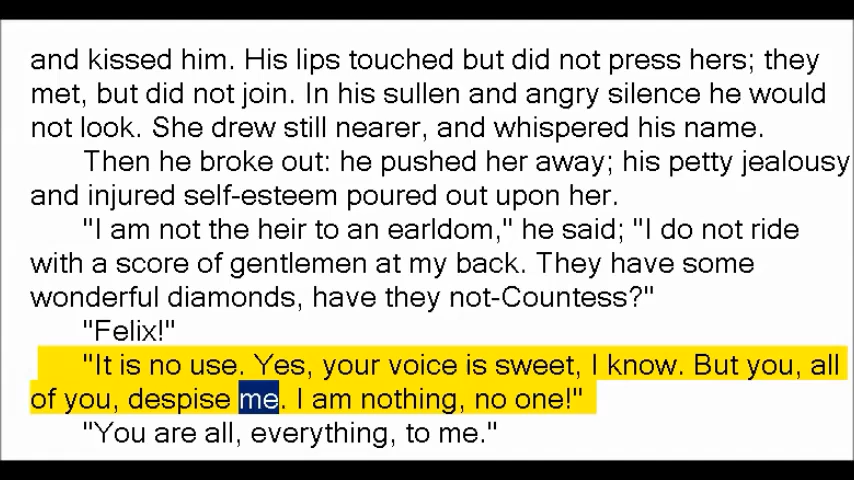 and kissed him. His lips touched but did not press hers; they
met, but did not join. In his sullen and angry silence he would
not look. She drew still nearer, and whispered his name.
Then he broke out: he pushed her away; his petty jealousy
and injured self-esteem poured out upon her.
"I am not the heir to an earldom," he said; "I do not ride
with a score of gentlemen at my back. They have some
wonderful diamonds, have they not-Countess?"
"Felix!"
"It is no use. Yes, your voice is sweet, I know. But you, all
of you, despise me. I am nothing, no one!"
"You are all, everything, to me."